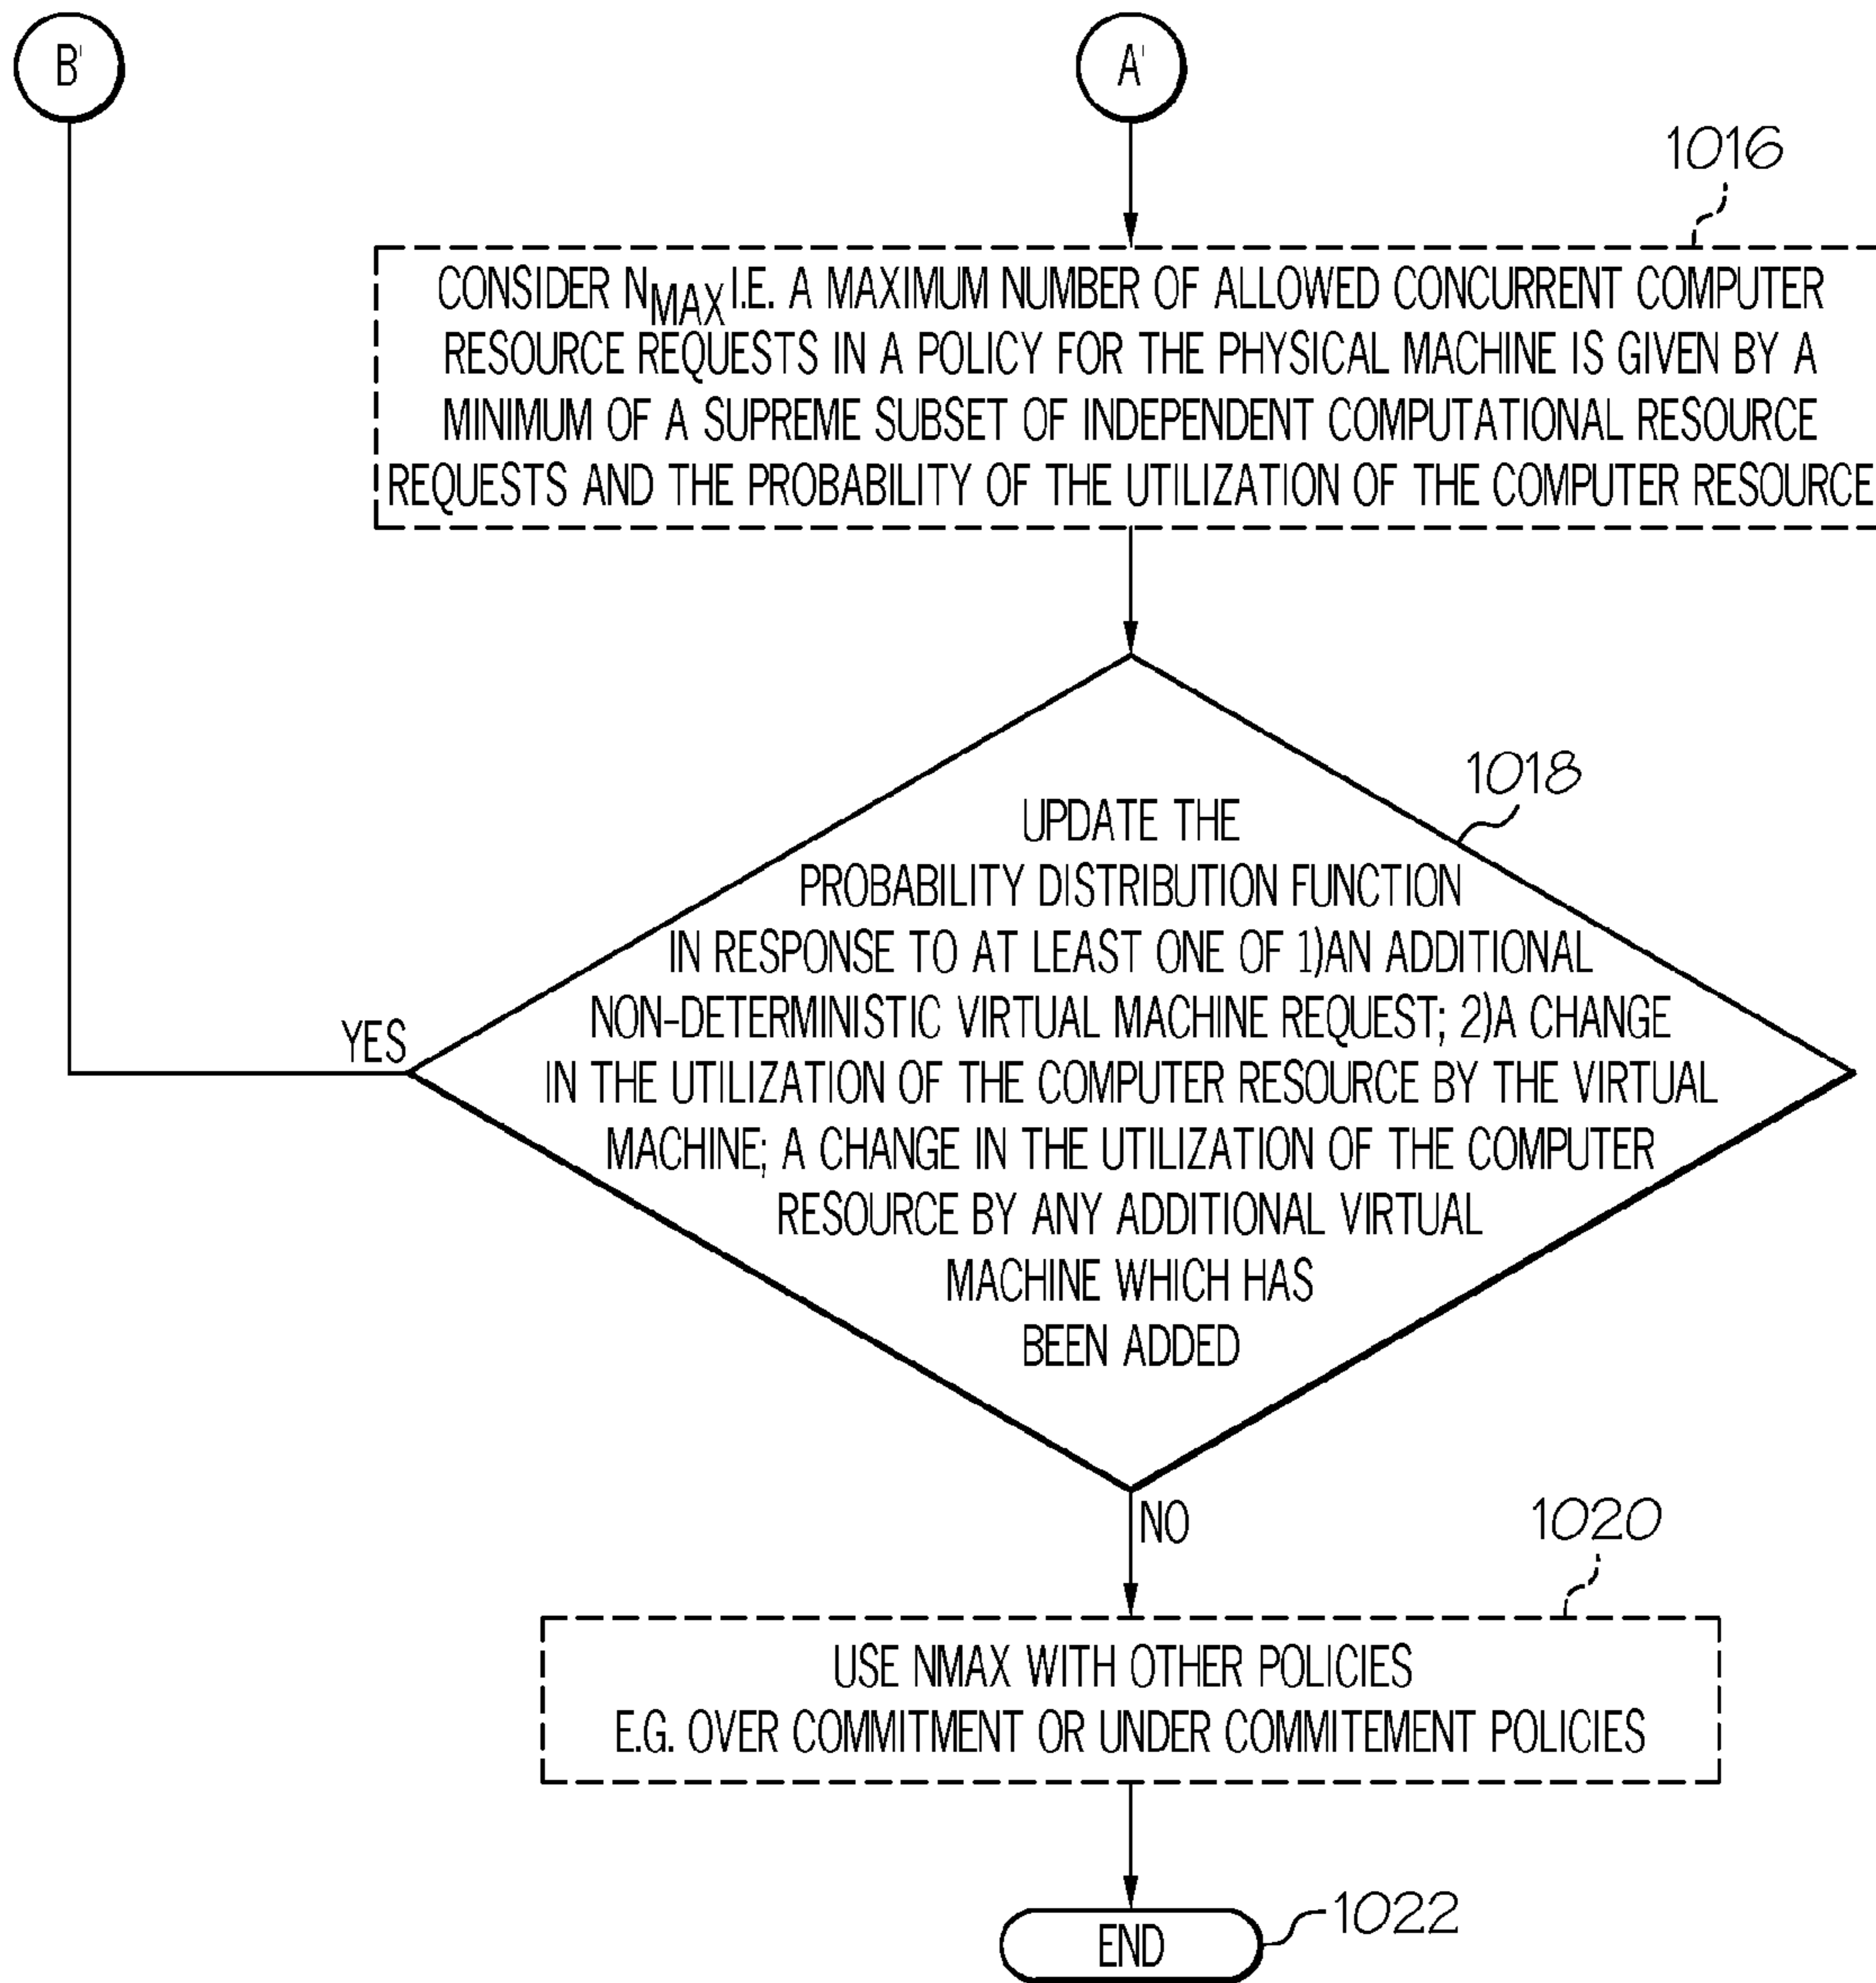 B'
A'
1016
CONSIDER NMAX I.E. A MAXIMUM NUMBER OF ALLOWED CONCURRENT COMPUTER
RESOURCE REQUESTS IN A POLICY FOR THE PHYSICAL MACHINE IS GIVEN BY A
MINIMUM OF A SUPREME SUBSET OF INDEPENDENT COMPUTATIONAL RESOURCE
REQUESTS AND THE PROBABILITY OF THE UTILIZATION OF THE COMPUTER RESOURCE
1018
UPDATE THE
PROBABILITY DISTRIBUTION FUNCTION
IN RESPONSE TO AT LEAST ONE OF 1)AN ADDITIONAL
NON-DETERMINISTIC VIRTUAL MACHINE REQUEST; 2)A CHANGE
IN THE UTILIZATION OF THE COMPUTER RESOURCE BY THE VIRTUAL
MACHINE; A CHANGE IN THE UTILIZATION OF THE COMPUTER
RESOURCE BY ANY ADDITIONAL VIRTUAL
MACHINE WHICH HAS
BEEN ADDED
YES
NO
1020
USE NMAX WITH OTHER POLICIES
E.G. OVER COMMITMENT OR UNDER COMMITEMENT POLICIES
END
1022